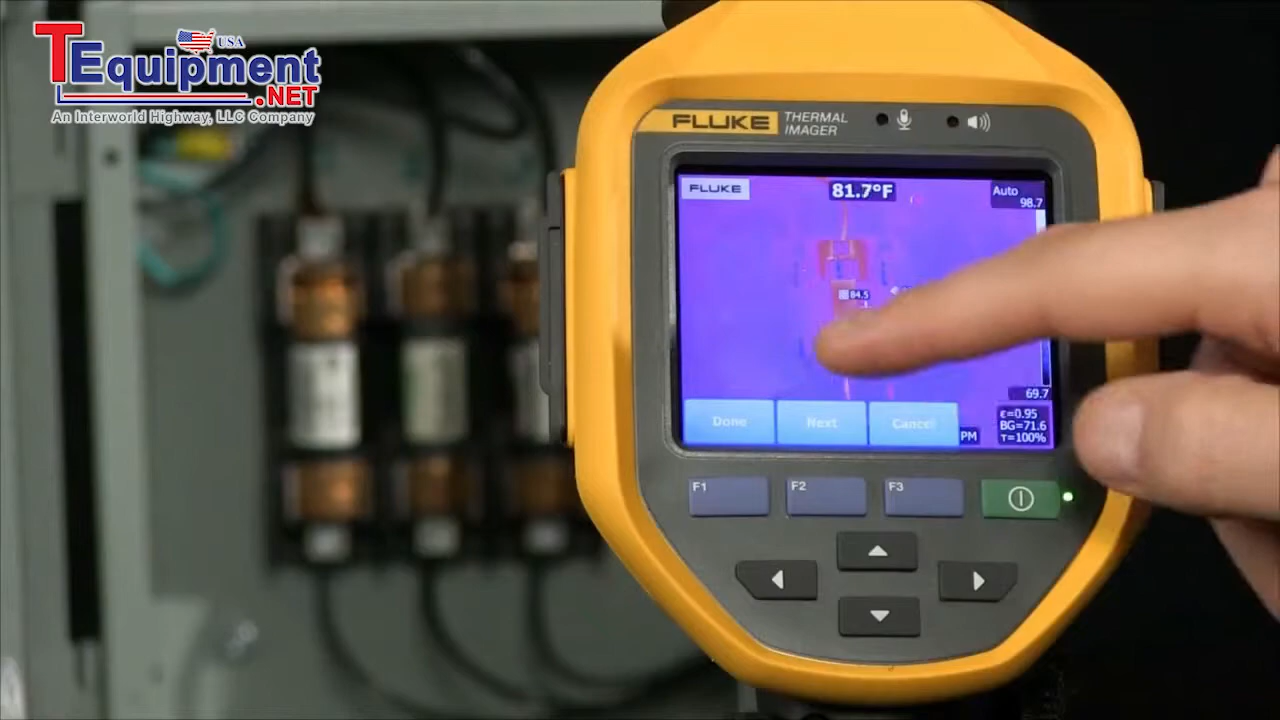 TEquipment USA
.NET
An Interworld Highway, LLC Company
FLUKE THERMAL
IMAGER
FLUKE
81.7°F
Auto
98.7
84.5
69.7
Done
Next
Cancel
PM
ε=0.95
BG=71.6
τ=100%
F1
F2
F3